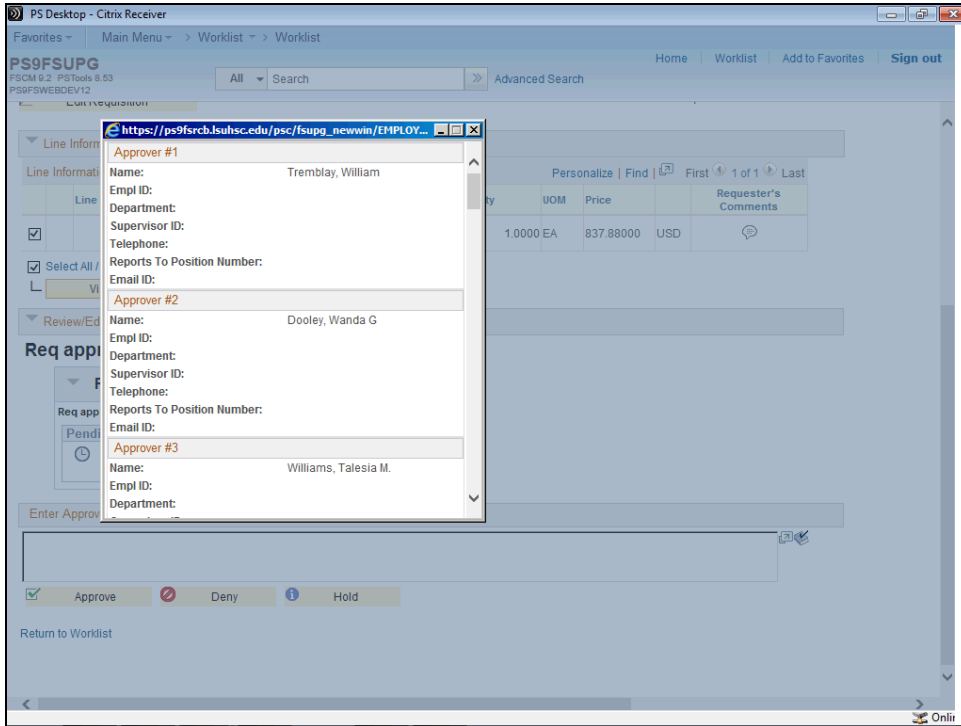 PS Desktop - Citrix Receiver
Favorites Main Menu > Worklist > Worklist
PS9FSUPG
FSCM 9.2 PSTools 8.53
PS9FSWEBDEV12
Home Worklist Add to Favorites Sign out
All Search » Advanced Search
Edit Requisition
https://ps9fsrcb.lsuhsc.edu/psc/fsupg_newwin/EMPLOY...
Approver #1
Name: Tremblay, William
Empl ID:
Department:
Supervisor ID:
Telephone:
Reports To Position Number:
Email ID:
Approver #2
Name: Dooley, Wanda G
Empl ID:
Department:
Supervisor ID:
Telephone:
Reports To Position Number:
Email ID:
Approver #3
Name: Williams, Talesia M.
Empl ID:
Department:
Line Inform
Line Informati Personalize | Find | First 1 of 1 Last
Line ty UOM Price Requester's
Comments
1.0000 EA 837.88000 USD
Select All /
Vi
Review/Ed
Req appr
F
Req app
Pendi
Enter Approv
Approve Deny Hold
Return to Worklist
Onlin